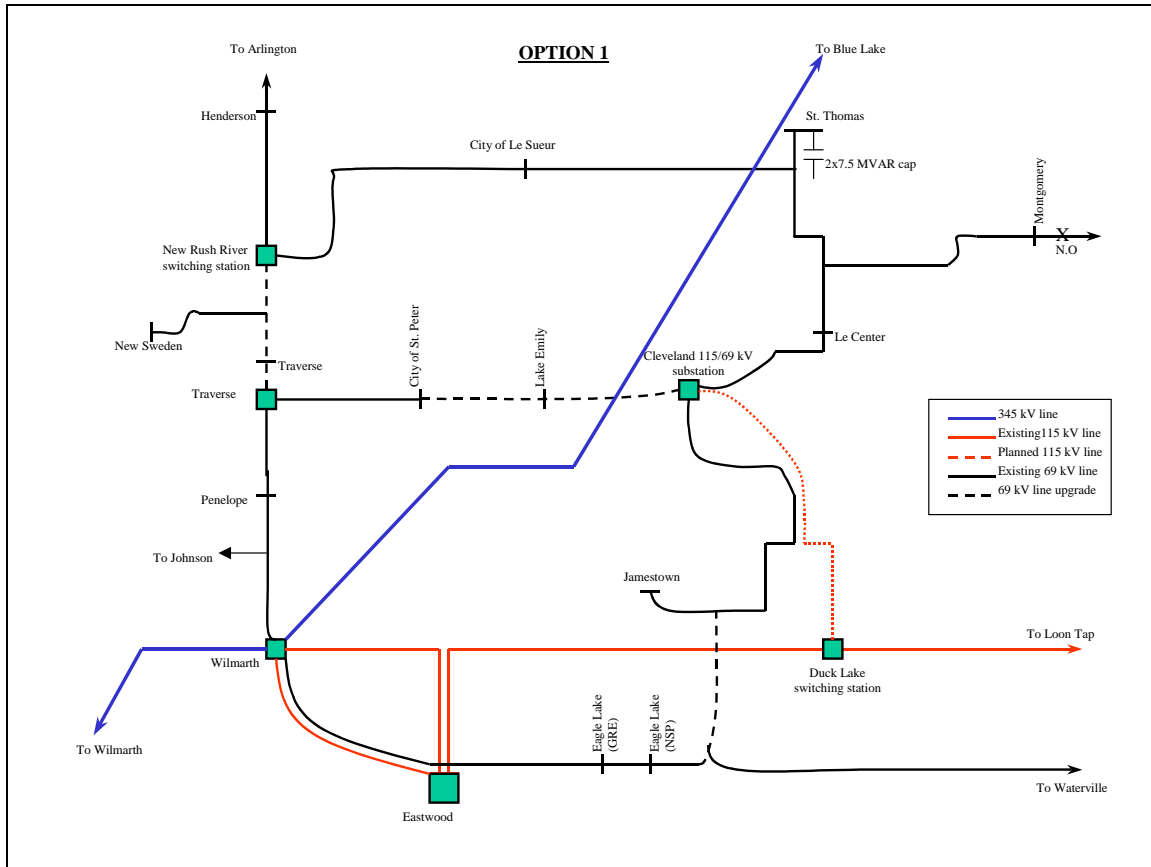 OPTION 1
To Arlington
To Blue Lake
Henderson
St. Thomas
City of Le Sueur
2x7.5 MVAR cap
Montgomery
X
N.O
New Rush River
switching station
New Sweden
Traverse
City of St. Peter
Lake Emily
Le Center
Cleveland 115/69 kV
substation
Traverse
345 kV line
Existing115 kV line
Planned 115 kV line
Existing 69 kV line
69 kV line upgrade
Penelope
To Johnson
Jamestown
To Loon Tap
Wilmarth
Duck Lake
switching station
Eagle Lake
(GRE)
Eagle Lake
(NSP)
To Wilmarth
To Waterville
Eastwood